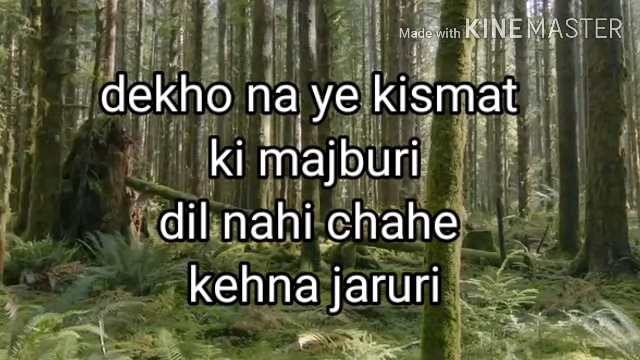 Made with KINEMASTER
dekho na ye kismat
ki majburi
dil nahi chahe
kehna jaruri